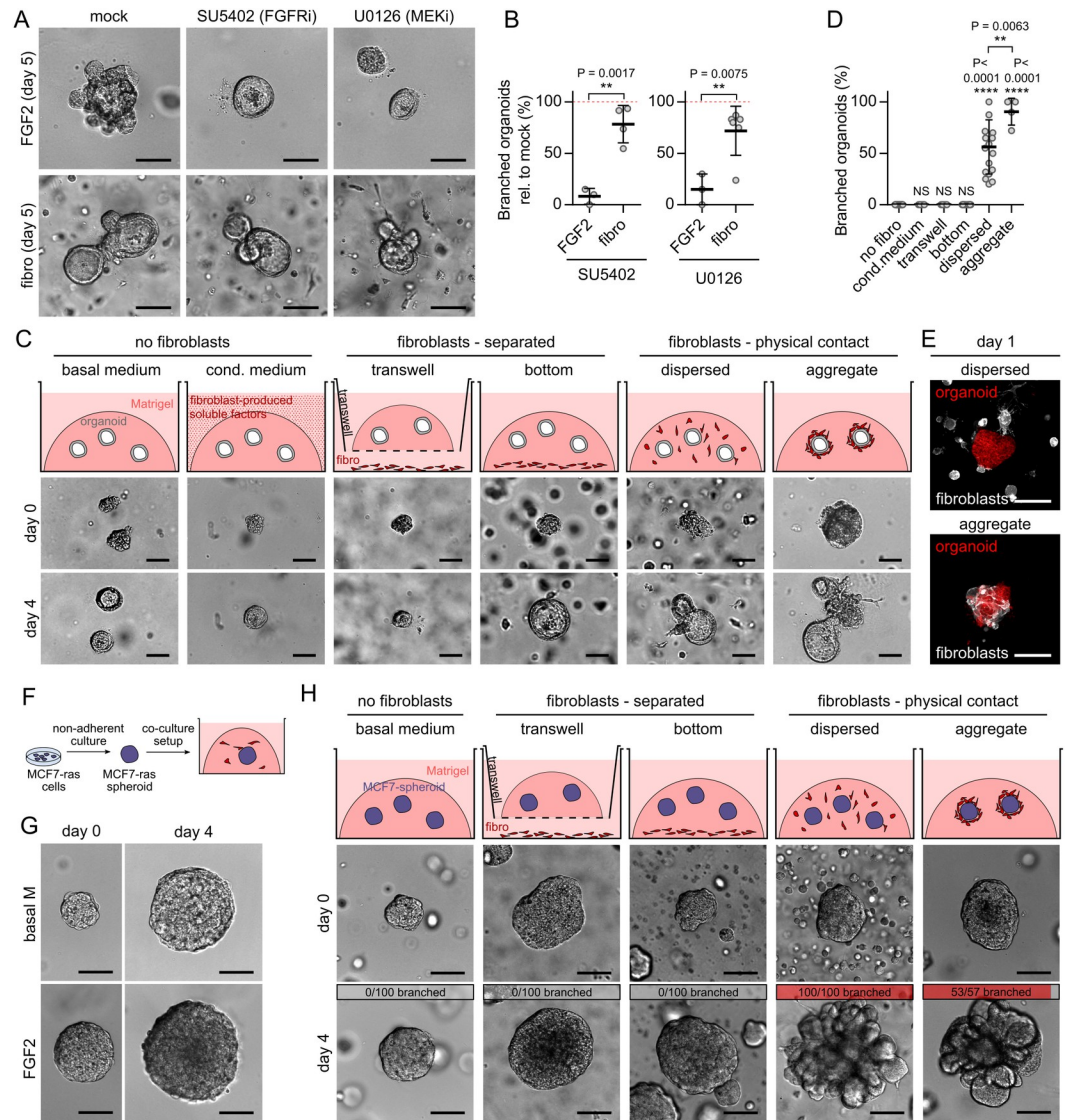 A
mock
SU5402 (FGFRi)
U0126 (MEKi)
FGF2 (day 5)
fibro (day 5)
B
P = 0.0017
**
P = 0.0075
**
Branched organoids
rel. to mock (%)
100
50
0
FGF2
fibro
SU5402
FGF2
fibro
U0126
D
P = 0.0063
**
P<
0.0001
****
P
<0.0001
****
Branched organoids (%)
100
50
0
NS
NS
NS
no fibro
cond.medium
transwell
bottom
dispersed
aggregate
C
no fibroblasts
fibroblasts - separated
fibroblasts - physical contact
basal medium
cond. medium
transwell
bottom
dispersed
aggregate
Matrigel
organoid
fibroblast-produced
soluble factors
transwell
fibro
day 0
day 4
E
day 1
dispersed
organoid
fibroblasts
aggregate
organoid
fibroblasts
F
non-adherent
culture
co-culture
setup
MCF7-ras
cells
MCF7-ras
spheroid
G
day 0
day 4
basal M
FGF2
H
no fibroblasts
fibroblasts - separated
fibroblasts - physical contact
basal medium
transwell
bottom
dispersed
aggregate
Matrigel
MCF7-spheroid
transwell
fibro
day 0
day 4
0/100 branched
0/100 branched
0/100 branched
100/100 branched
53/57 branched